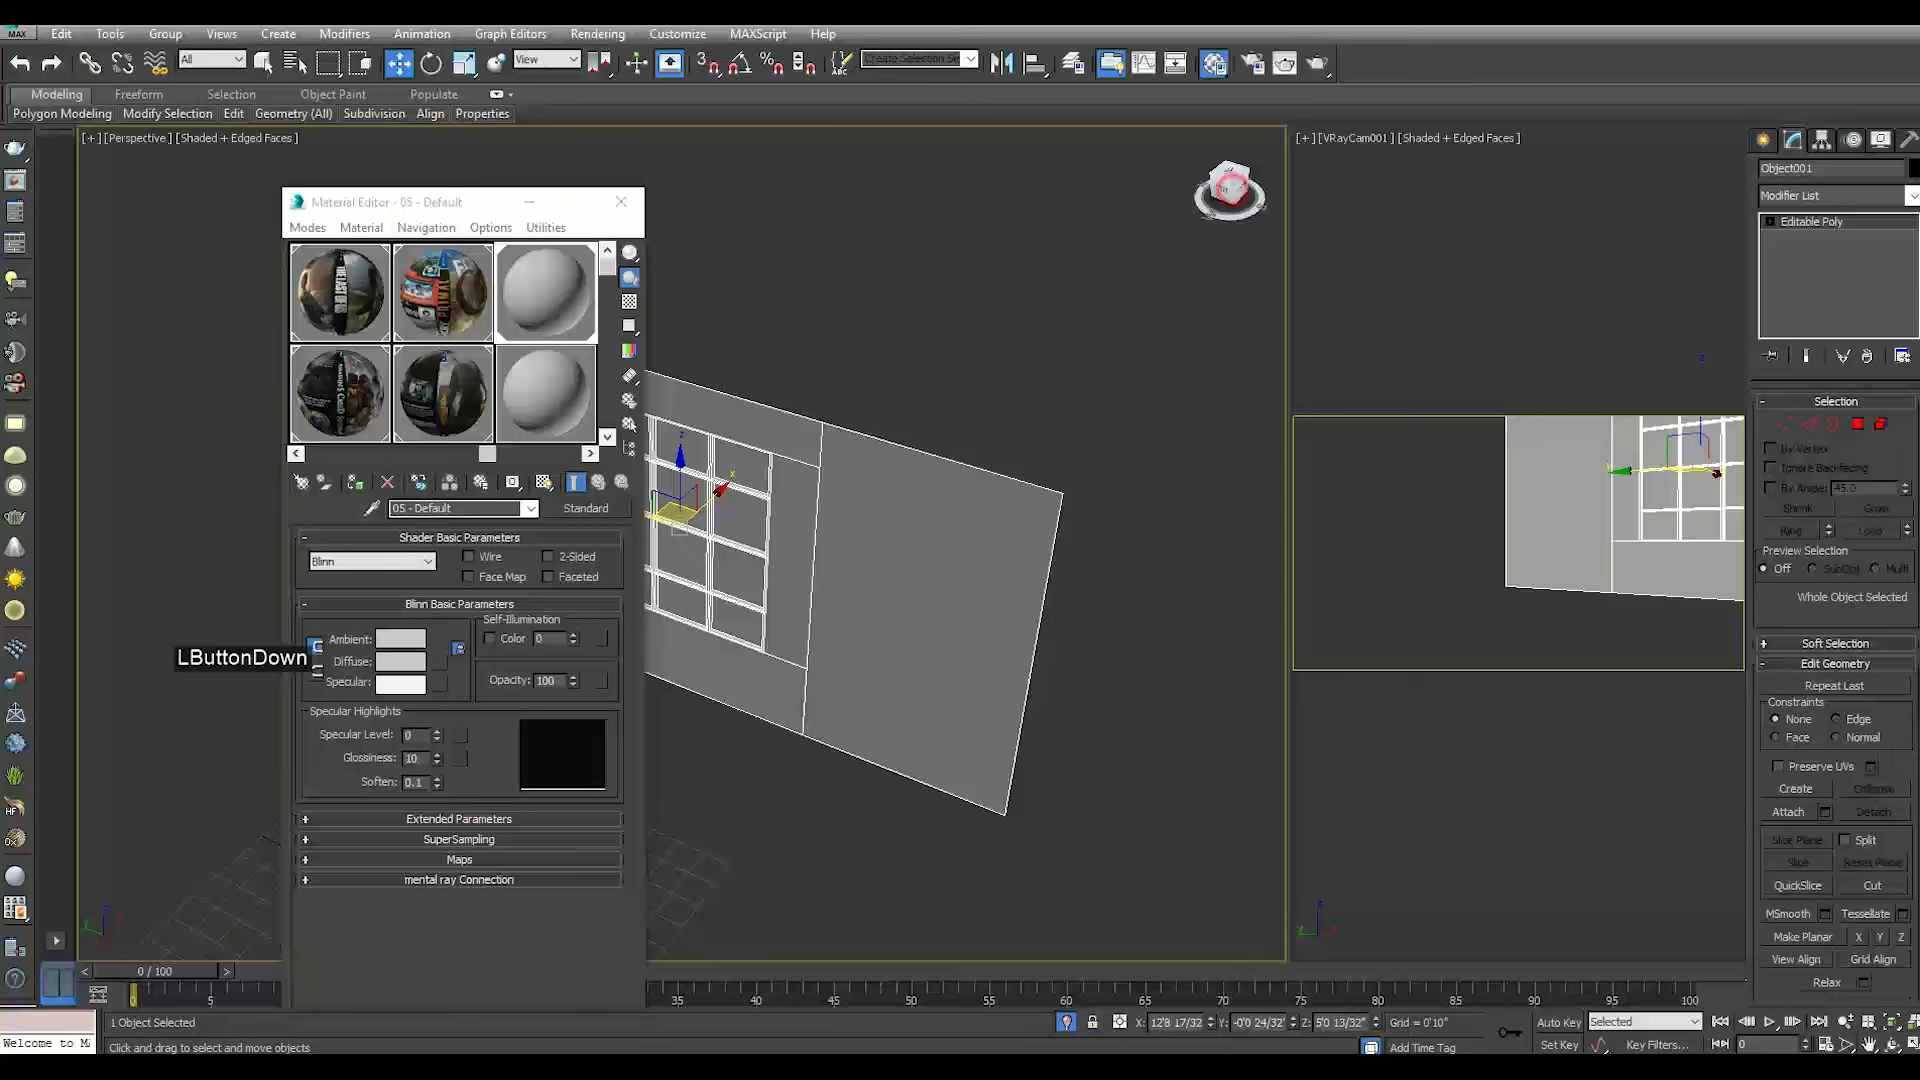 MAX Edit Tools Group Views Create Modifiers Animation Graph Editors Rendering Customize MAXScript Help
All View Create Selection Se
Modeling Freeform Selection Object Paint Populate
Polygon Modeling Modify Selection Edit Geometry (All) Subdivision Align Properties
[+] [Perspective] [Shaded + Edged Faces]
[+] [VRayCam001] [Shaded + Edged Faces]
Material Editor - 05 - Default
Modes Material Navigation Options Utilities
05 - Default Standard
Shader Basic Parameters
Blinn Wire 2-Sided
Face Map Faceted
Blinn Basic Parameters
Self-Illumination
Ambient: Color 0
Diffuse:
Specular: Opacity: 100
Specular Highlights
Specular Level: 0
Glossiness: 10
Soften: 0.1
Extended Parameters
SuperSampling
Maps
mental ray Connection
LButtonDown
z
x
z
Object001
Modifier List
Editable Poly
Selection
By Vertex
Ignore Backfacing
By Angle: 45.0
Shrink Grow
Ring Loop
Preview Selection
Off SubObj Multi
Whole Object Selected
Soft Selection
Edit Geometry
Repeat Last
Constraints
None Edge
Face Normal
Preserve UVs
Create Collapse
Attach Detach
Slice Plane Split
Slice Reset Plane
QuickSlice Cut
MSmooth Tessellate
Make Planar X Y Z
View Align Grid Align
Relax
0 / 100
0 5 35 40 45 50 55 60 65 70 75 80 85 90 95 100
1 Object Selected X: 12'8 17/32 Y: -0'0 24/32" Z: 5'0 13/32" Grid = 0'10" Auto Key Selected
Welcome to MA Click and drag to select and move objects Add Time Tag Set Key Key Filters... 0